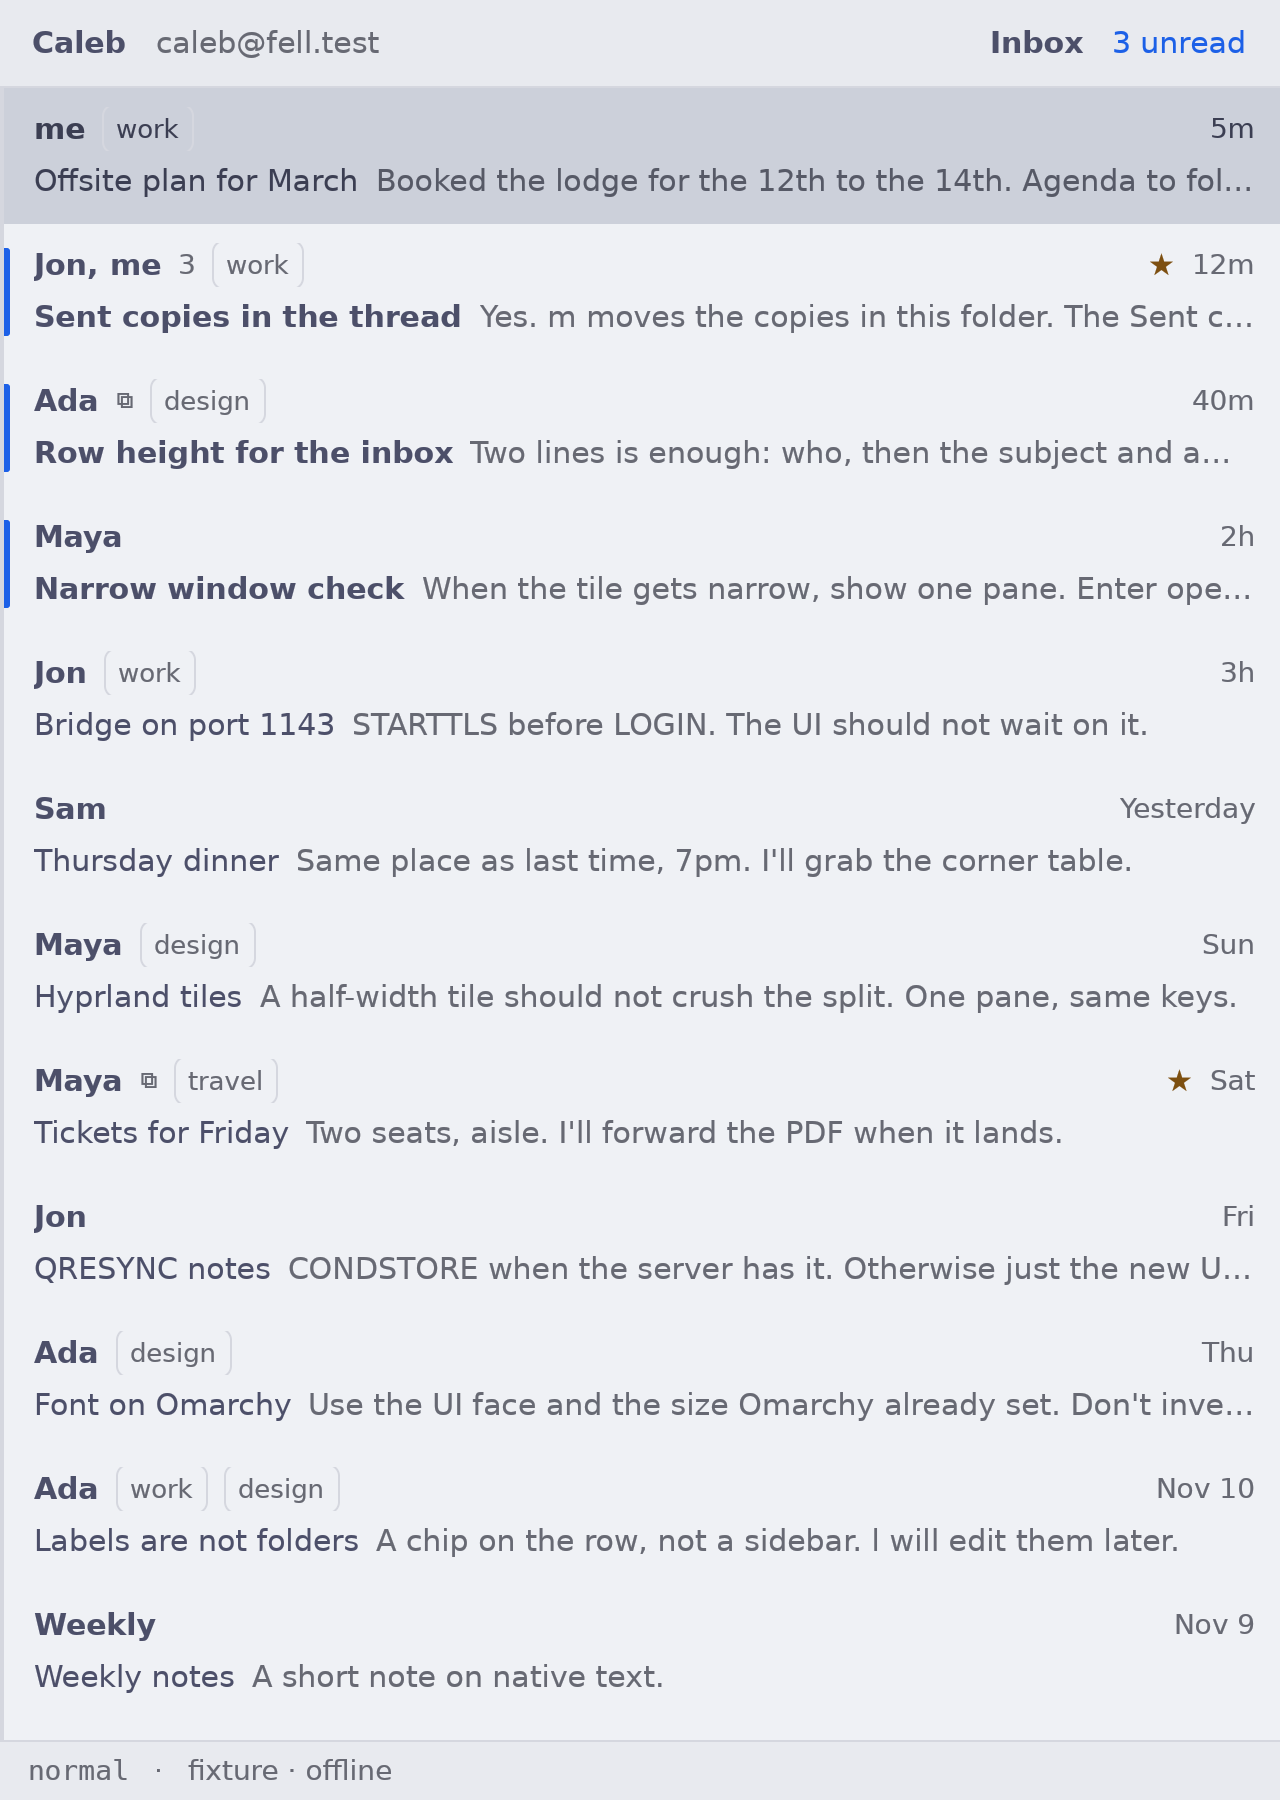 Caleb caleb@fell.test Inbox 3 unread
me work 5m
Offsite plan for March Booked the lodge for the 12th to the 14th. Agenda to fol…
Jon, me 3 work ★ 12m
Sent copies in the thread Yes. m moves the copies in this folder. The Sent c…
Ada design 40m
Row height for the inbox Two lines is enough: who, then the subject and a…
Maya 2h
Narrow window check When the tile gets narrow, show one pane. Enter ope…
Jon work 3h
Bridge on port 1143 STARTTLS before LOGIN. The UI should not wait on it.
Sam Yesterday
Thursday dinner Same place as last time, 7pm. I'll grab the corner table.
Maya design Sun
Hyprland tiles A half-width tile should not crush the split. One pane, same keys.
Maya travel ★ Sat
Tickets for Friday Two seats, aisle. I'll forward the PDF when it lands.
Jon Fri
QRESYNC notes CONDSTORE when the server has it. Otherwise just the new U…
Ada design Thu
Font on Omarchy Use the UI face and the size Omarchy already set. Don't inve…
Ada work design Nov 10
Labels are not folders A chip on the row, not a sidebar. l will edit them later.
Weekly Nov 9
Weekly notes A short note on native text.
normal · fixture · offline